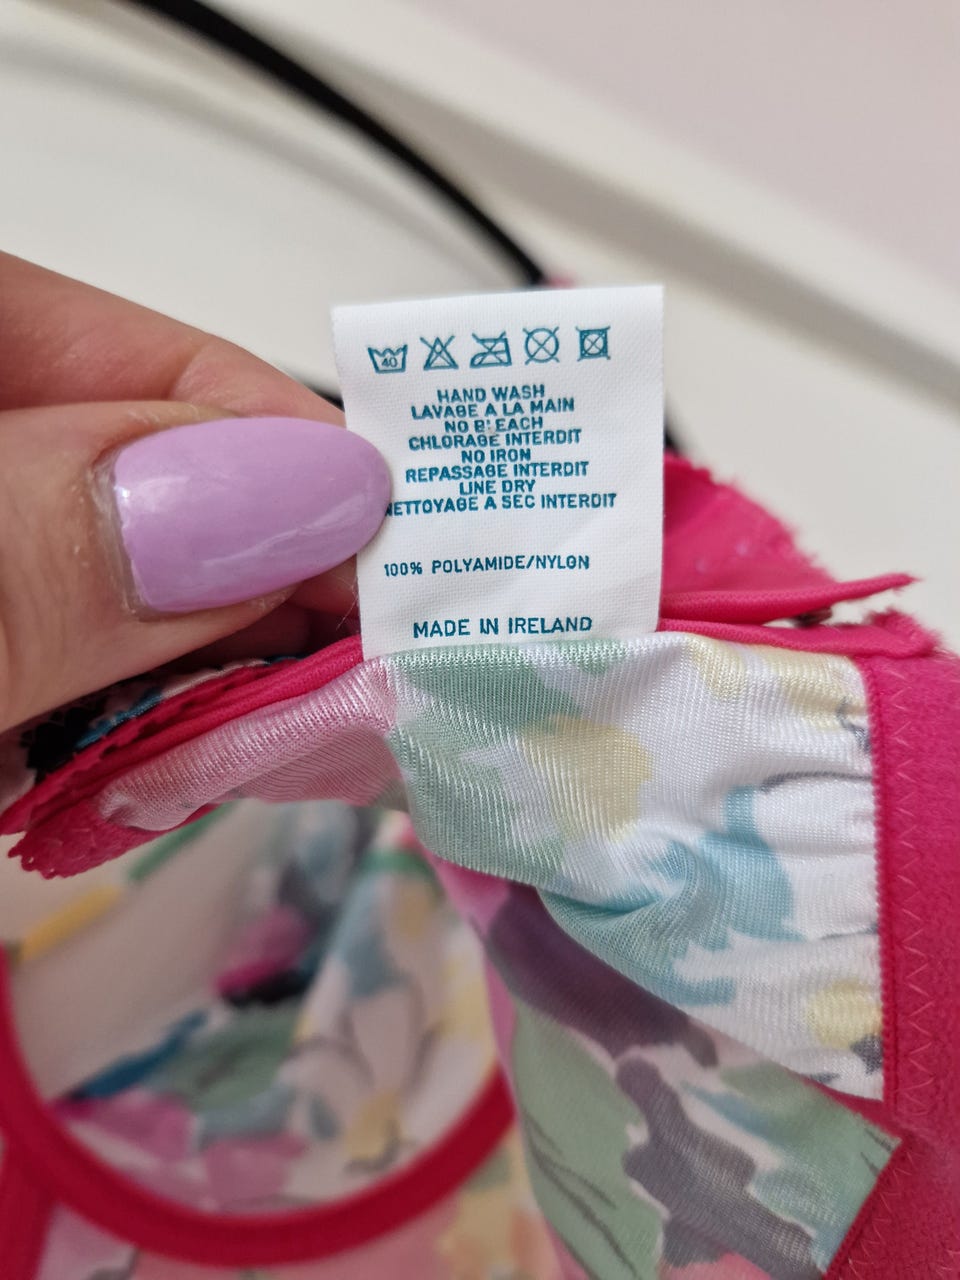 40
HAND WASH
LAVAGE A LA MAIN
NO BLEACH
CHLORAGE INTERDIT
NO IRON
REPASSAGE INTERDIT
LINE DRY
NETTOYAGE A SEC INTERDIT
100% POLYAMIDE/NYLON
MADE IN IRELAND